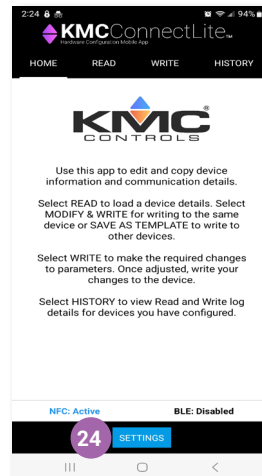 2:24 94%
KMCConnectLite™
Hardware Configuration Mobile App
HOME READ WRITE HISTORY
KMC®
CONTROLS
Use this app to edit and copy device
information and communication details.
Select READ to load a device details. Select
MODIFY & WRITE for writing to the same
device or SAVE AS TEMPLATE to write to
other devices.
Select WRITE to make the required changes
to parameters. Once adjusted, write your
changes to the device.
Select HISTORY to view Read and Write log
details for devices you have configured.
NFC: Active BLE: Disabled
24 SETTINGS